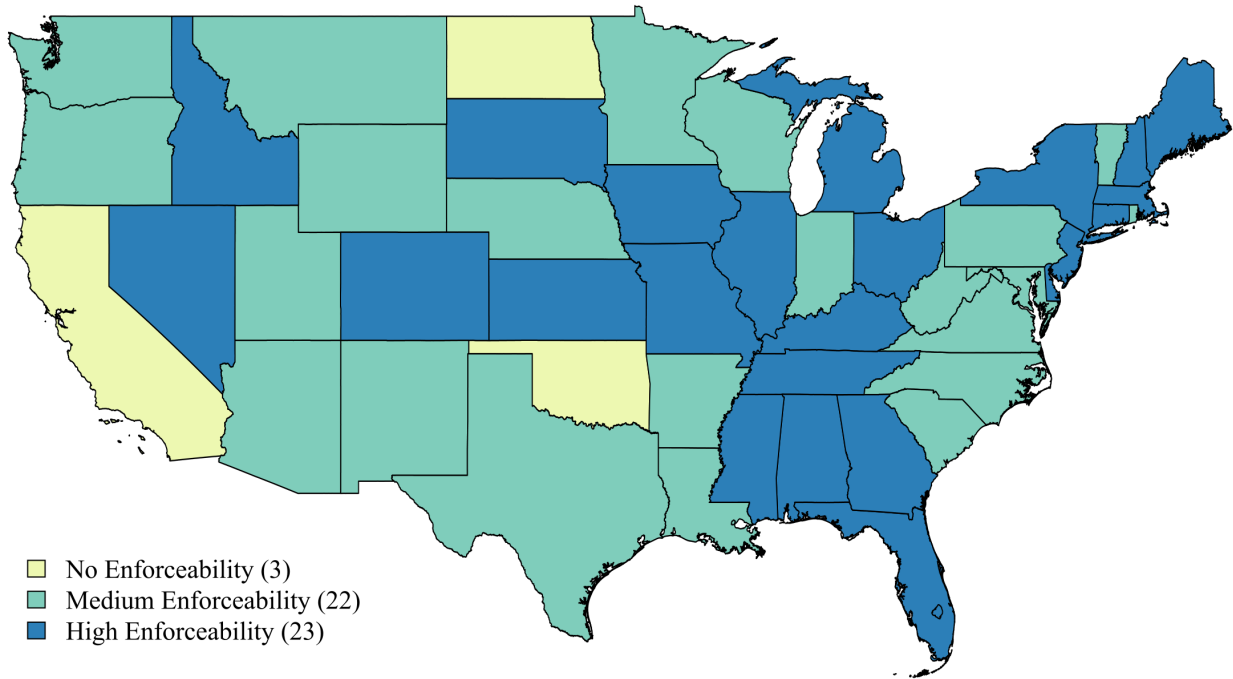 No Enforceability (3)
Medium Enforceability (22)
High Enforceability (23)